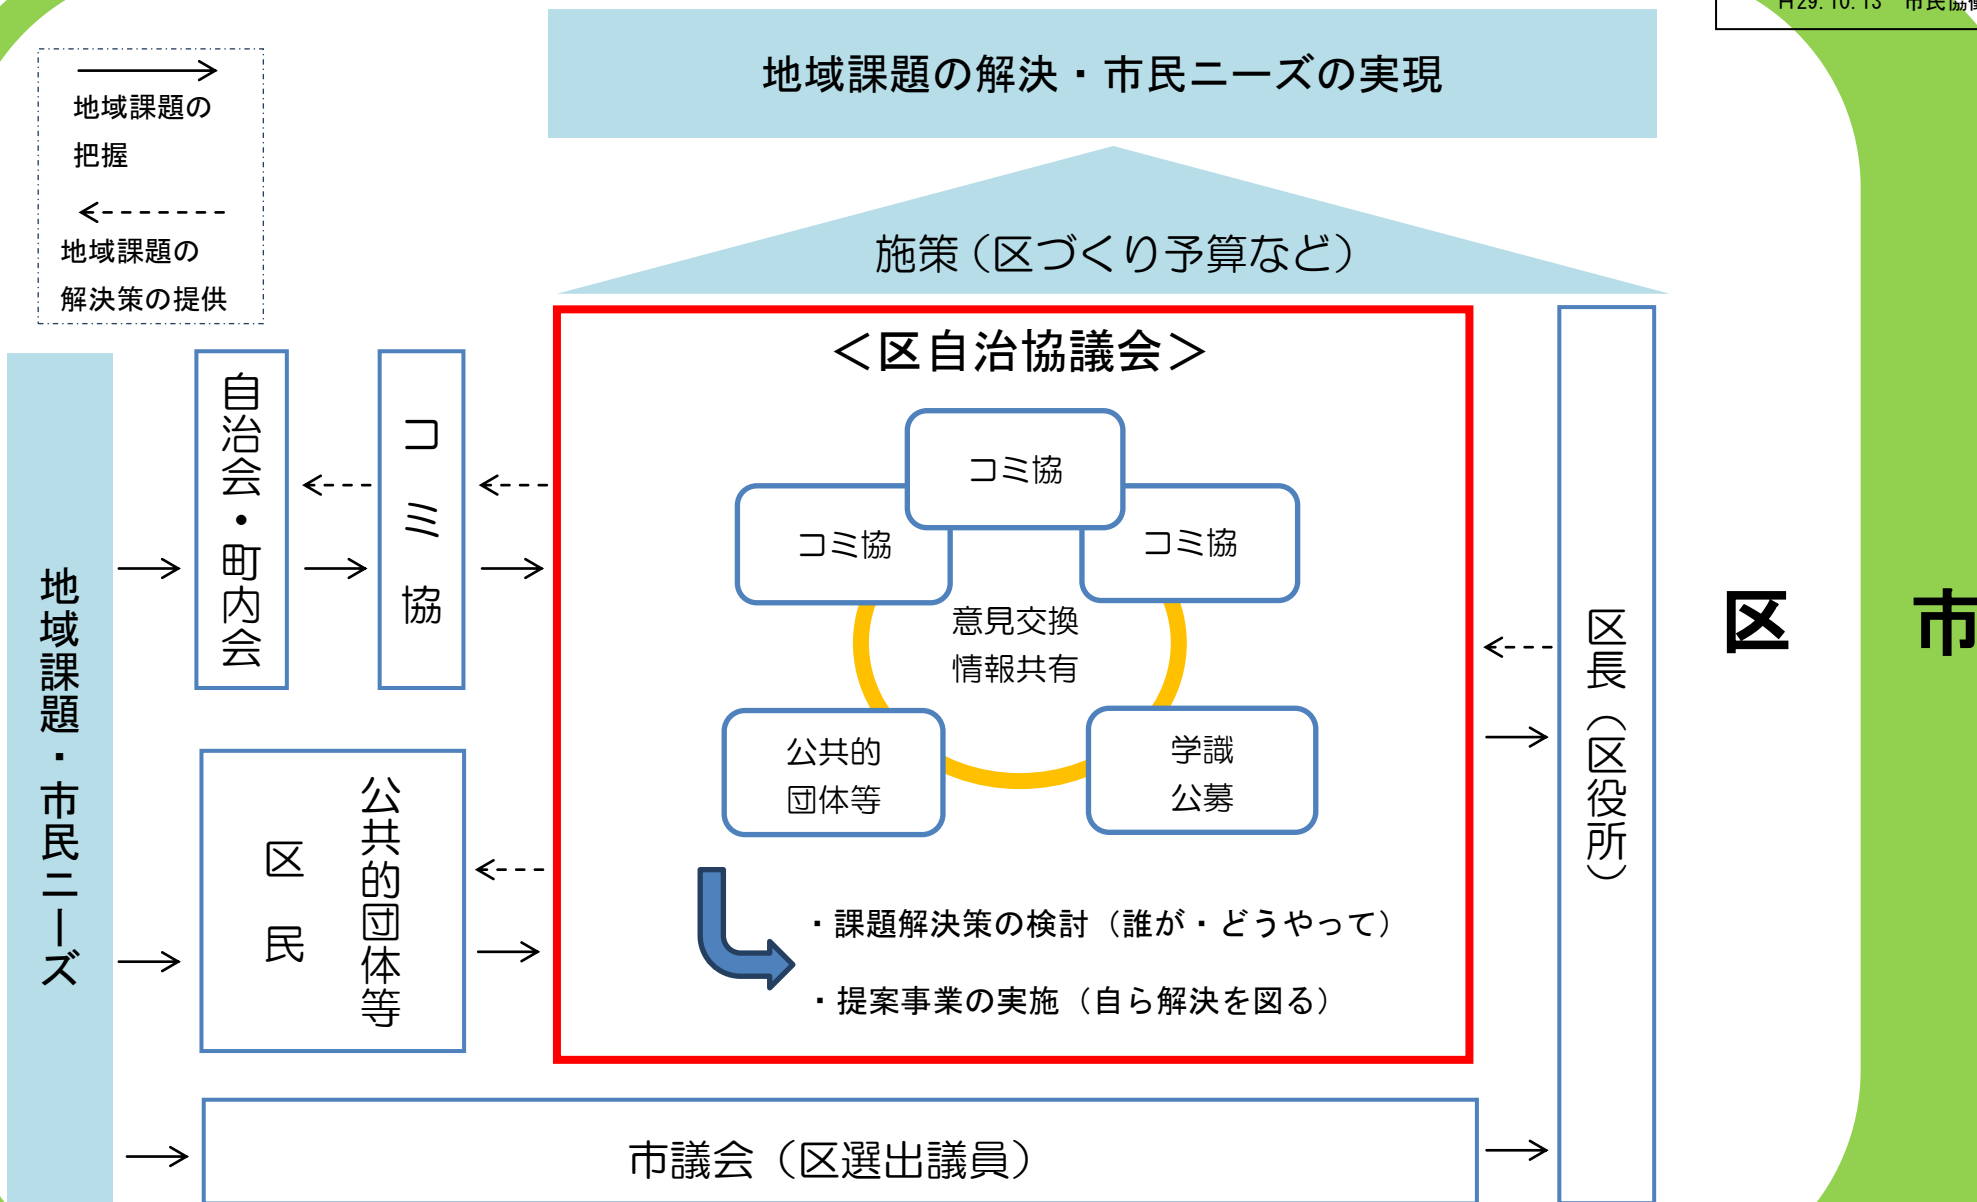 H29.10.13 市民協
地域課題の解決・市民ニーズの実現
地域課題の
把握
地域課題の
解決策の提供
施策（区づくり予算など）
＜区自治協議会＞
地域課題・市民ニーズ
自治会・町内会
コミ協
コミ協
コミ協
コミ協
意見交換
情報共有
公共的
団体等
学識
公募
区民
公共的団体等
・課題解決策の検討（誰が・どうやって）
・提案事業の実施（自ら解決を図る）
区長（区役所）
区
市
市議会（区選出議員）